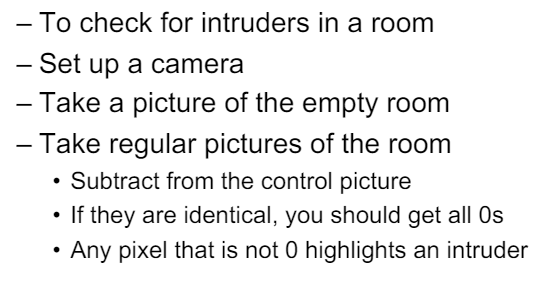 – To check for intruders in a room
– Set up a camera
– Take a picture of the empty room
– Take regular pictures of the room
• Subtract from the control picture
• If they are identical, you should get all 0s
• Any pixel that is not 0 highlights an intruder